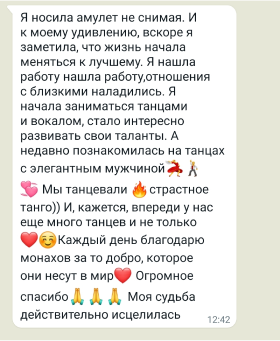 Я носила амулет не снимая. И
к моему удивлению, вскоре я
заметила, что жизнь начала
меняться к лучшему. Я нашла
работу нашла работу,отношения
с близкими наладились. Я
начала заниматься танцами
и вокалом, стало интересно
развивать свои таланты. А
недавно познакомилась на танцах
с элегантным мужчиной💃🕺
💝 Мы танцевали 🔥страстное
танго)) И, кажется, впереди у нас
еще много танцев и не только
❤️☺️Каждый день благодарю
монахов за то добро, которое
они несут в мир❤️ Огромное
спасибо🙏🙏🙏 Моя судьба
действительно исцелилась
12:42